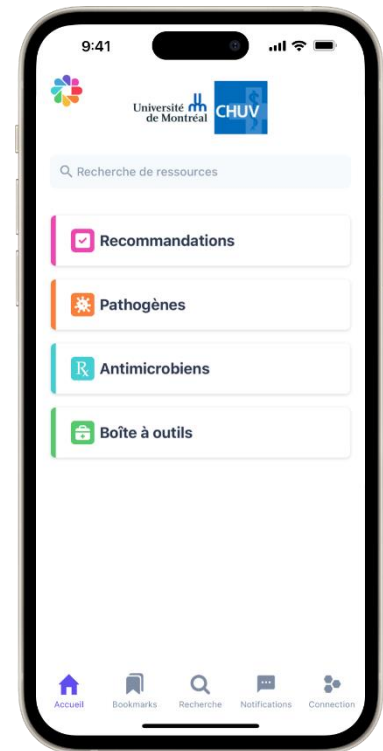 9:41
Université
de Montréal
CHUV
Recherche de ressources
Recommandations
Pathogènes
Rx Antimicrobiens
Boîte à outils
Accueil Bookmarks Recherche Notifications Connection